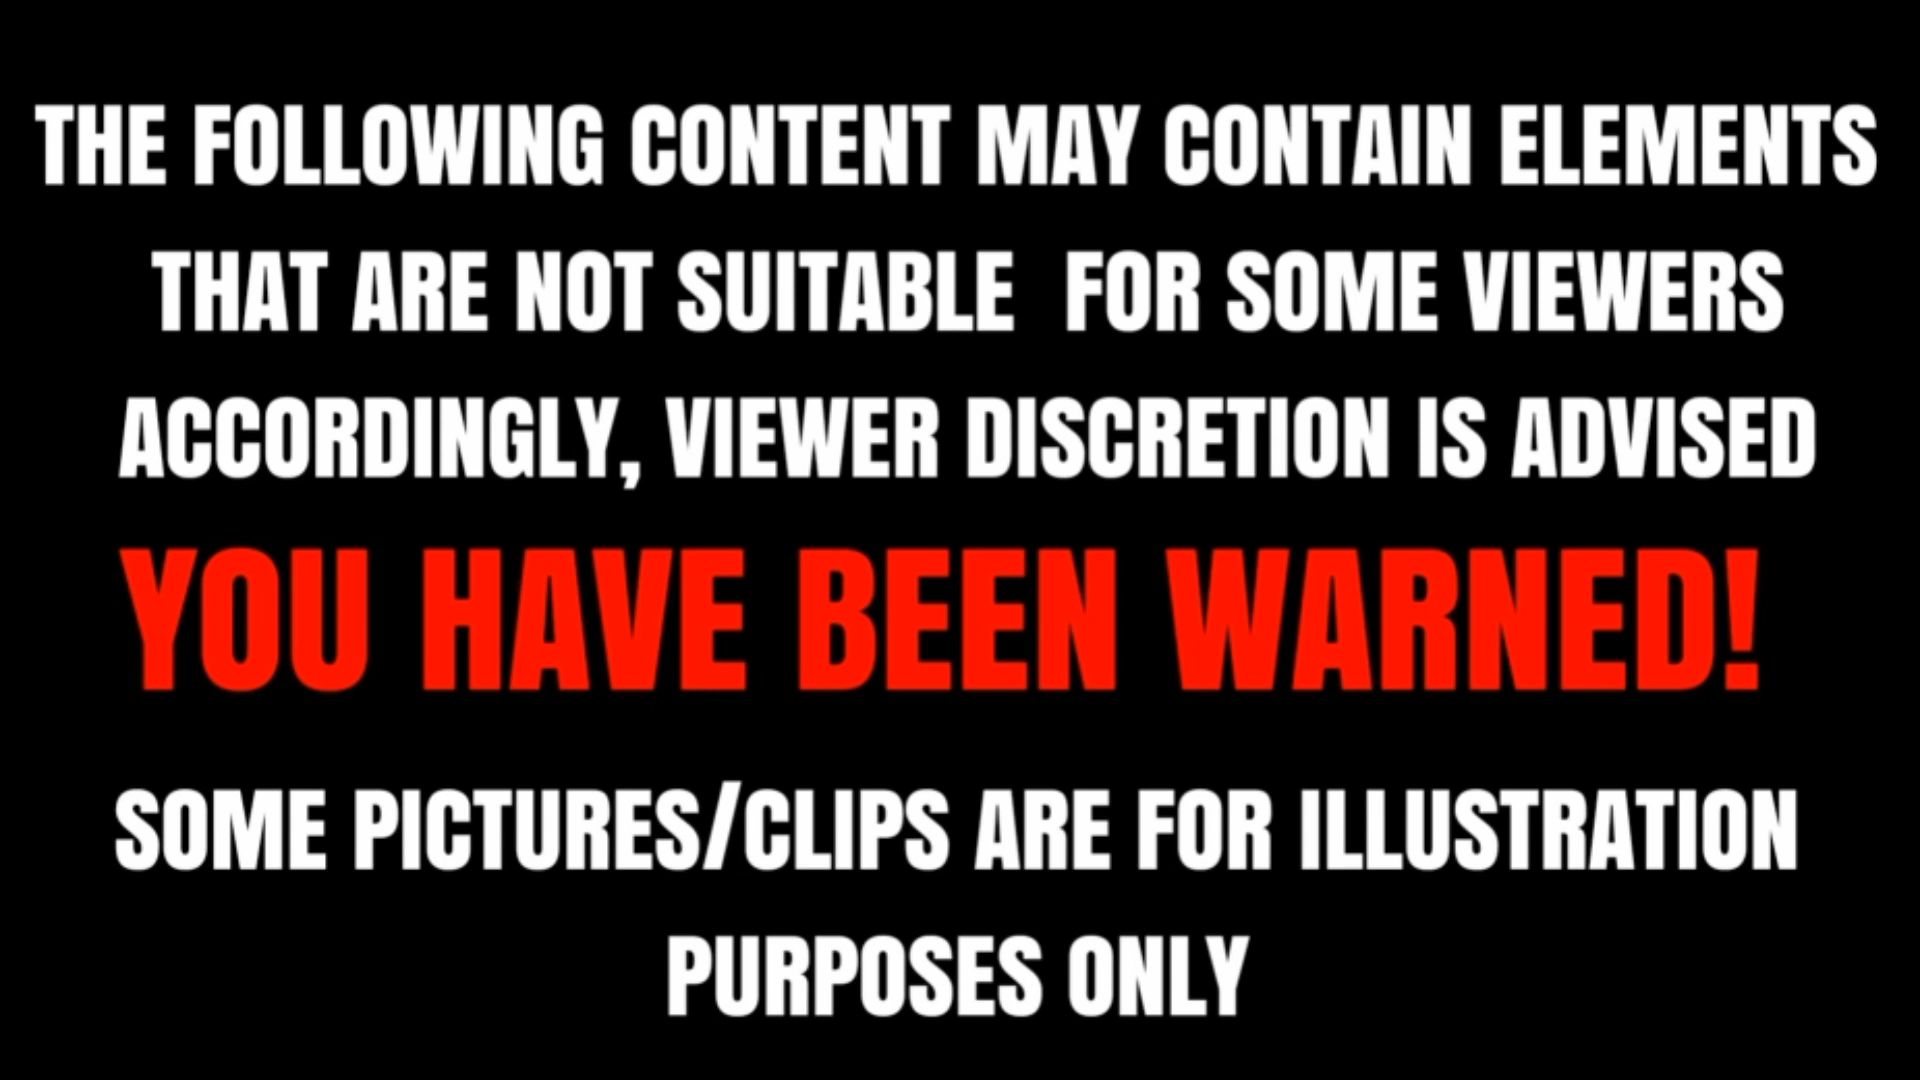 THE FOLLOWING CONTENT MAY CONTAIN ELEMENTS
THAT ARE NOT SUITABLE  FOR SOME VIEWERS
ACCORDINGLY, VIEWER DISCRETION IS ADVISED
YOU HAVE BEEN WARNED!
SOME PICTURES/CLIPS ARE FOR ILLUSTRATION
PURPOSES ONLY